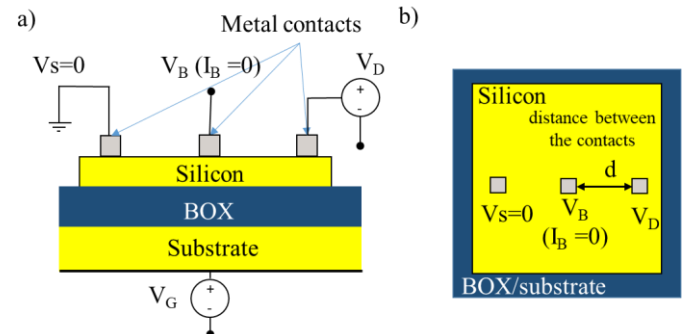 a)
Metal contacts
Vs=0
V_B (I_B =0)
V_D
+
-
Silicon
BOX
Substrate
V_G
+
-
b)
Silicon
distance between
the contacts
d
Vs=0
V_B
V_D
(I_B =0)
BOX/substrate